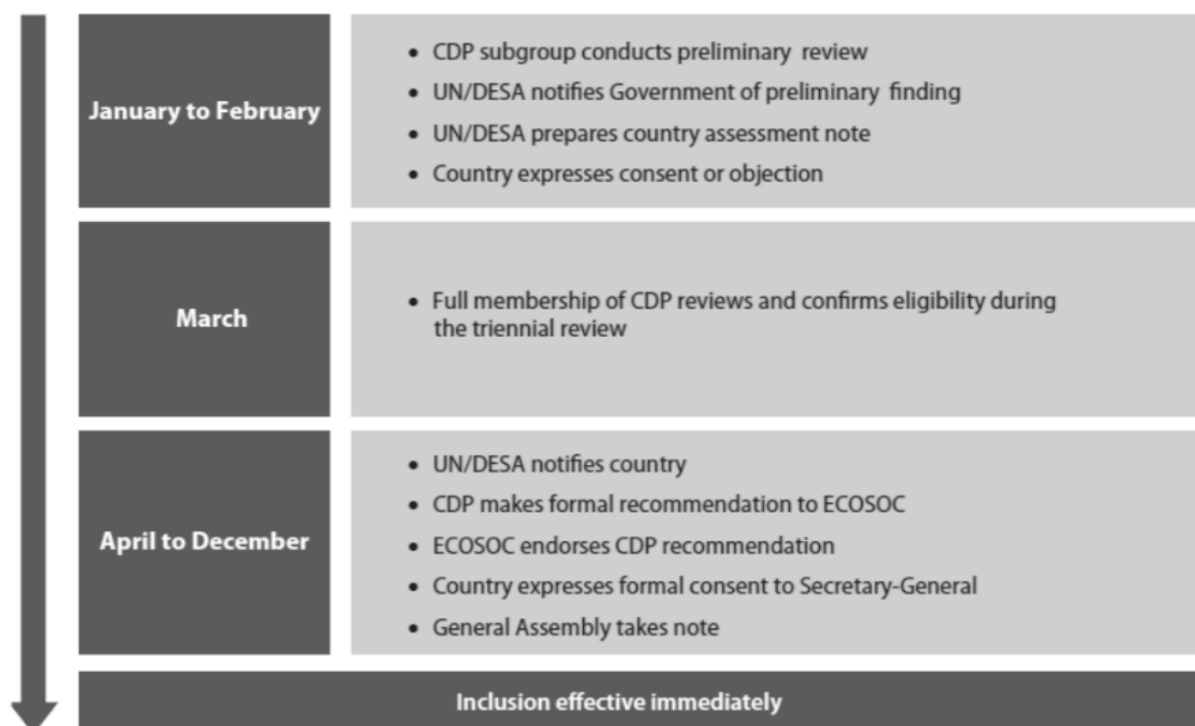 January to February
• CDP subgroup conducts preliminary review
• UN/DESA notifies Government of preliminary finding
• UN/DESA prepares country assessment note
• Country expresses consent or objection
March
• Full membership of CDP reviews and confirms eligibility during
the triennial review
April to December
• UN/DESA notifies country
• CDP makes formal recommendation to ECOSOC
• ECOSOC endorses CDP recommendation
• Country expresses formal consent to Secretary-General
• General Assembly takes note
Inclusion effective immediately